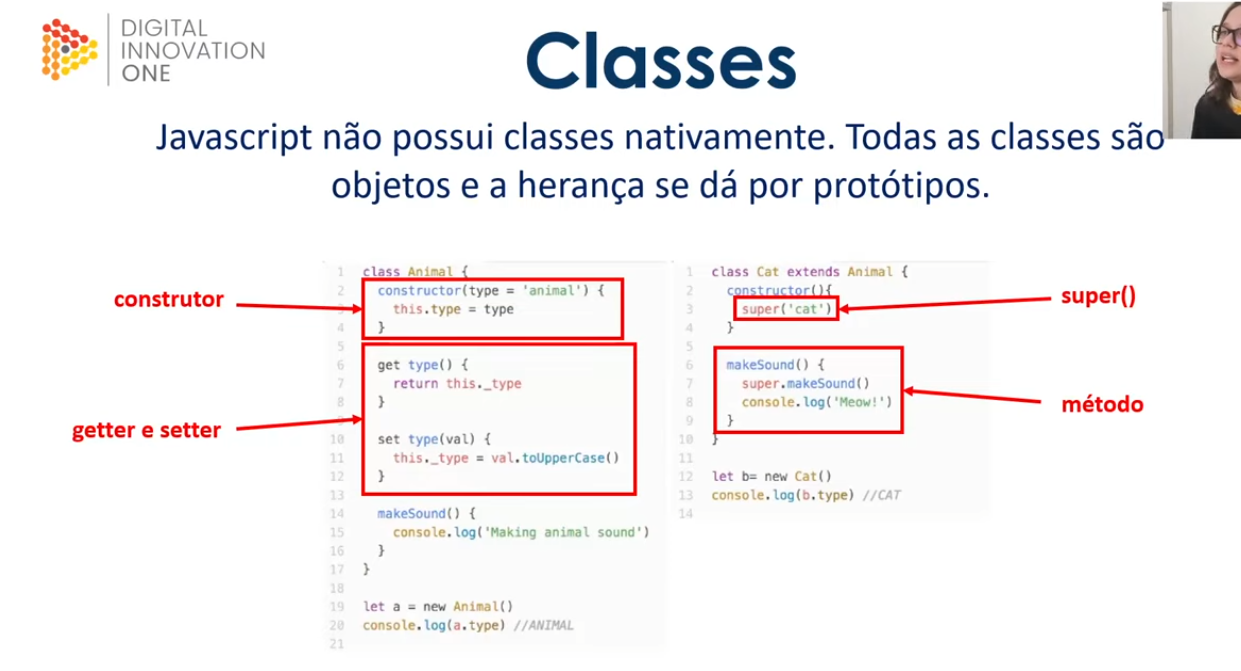 DIGITAL
INNOVATION
ONE
Classes
Javascript não possui classes nativamente. Todas as classes são
objetos e a herança se dá por protótipos.
construtor
getter e setter
1 class Animal {
2 constructor(type = 'animal') {
3 this.type = type
4 }
5
6 get type() {
7 return this._type
8 }
9
10 set type(val) {
11 this._type = val.toUpperCase()
12 }
13
14 makeSound() {
15 console.log('Making animal sound')
16 }
17 }
18
19 let a = new Animal()
20 console.log(a.type) //ANIMAL
21
1 class Cat extends Animal {
2 constructor(){
3 super('cat')
4 }
5
6 makeSound() {
7 super.makeSound()
8 console.log('Meow!')
9 }
10 }
11
12 let b= new Cat()
13 console.log(b.type) //CAT
14
super()
método